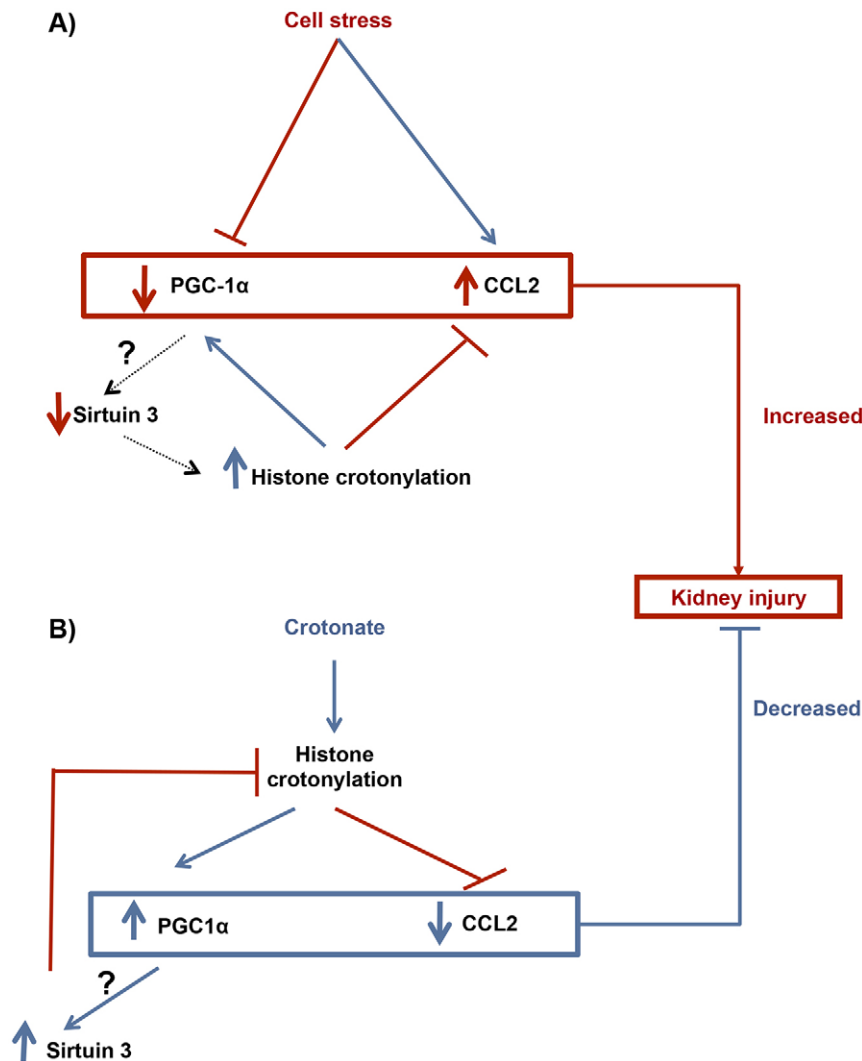 A)
Cell stress
PGC-1α
CCL2
?
Sirtuin 3
Histone crotonylation
Increased
Kidney injury
B)
Crotonate
Decreased
Histone
crotonylation
PGC1α
CCL2
?
Sirtuin 3